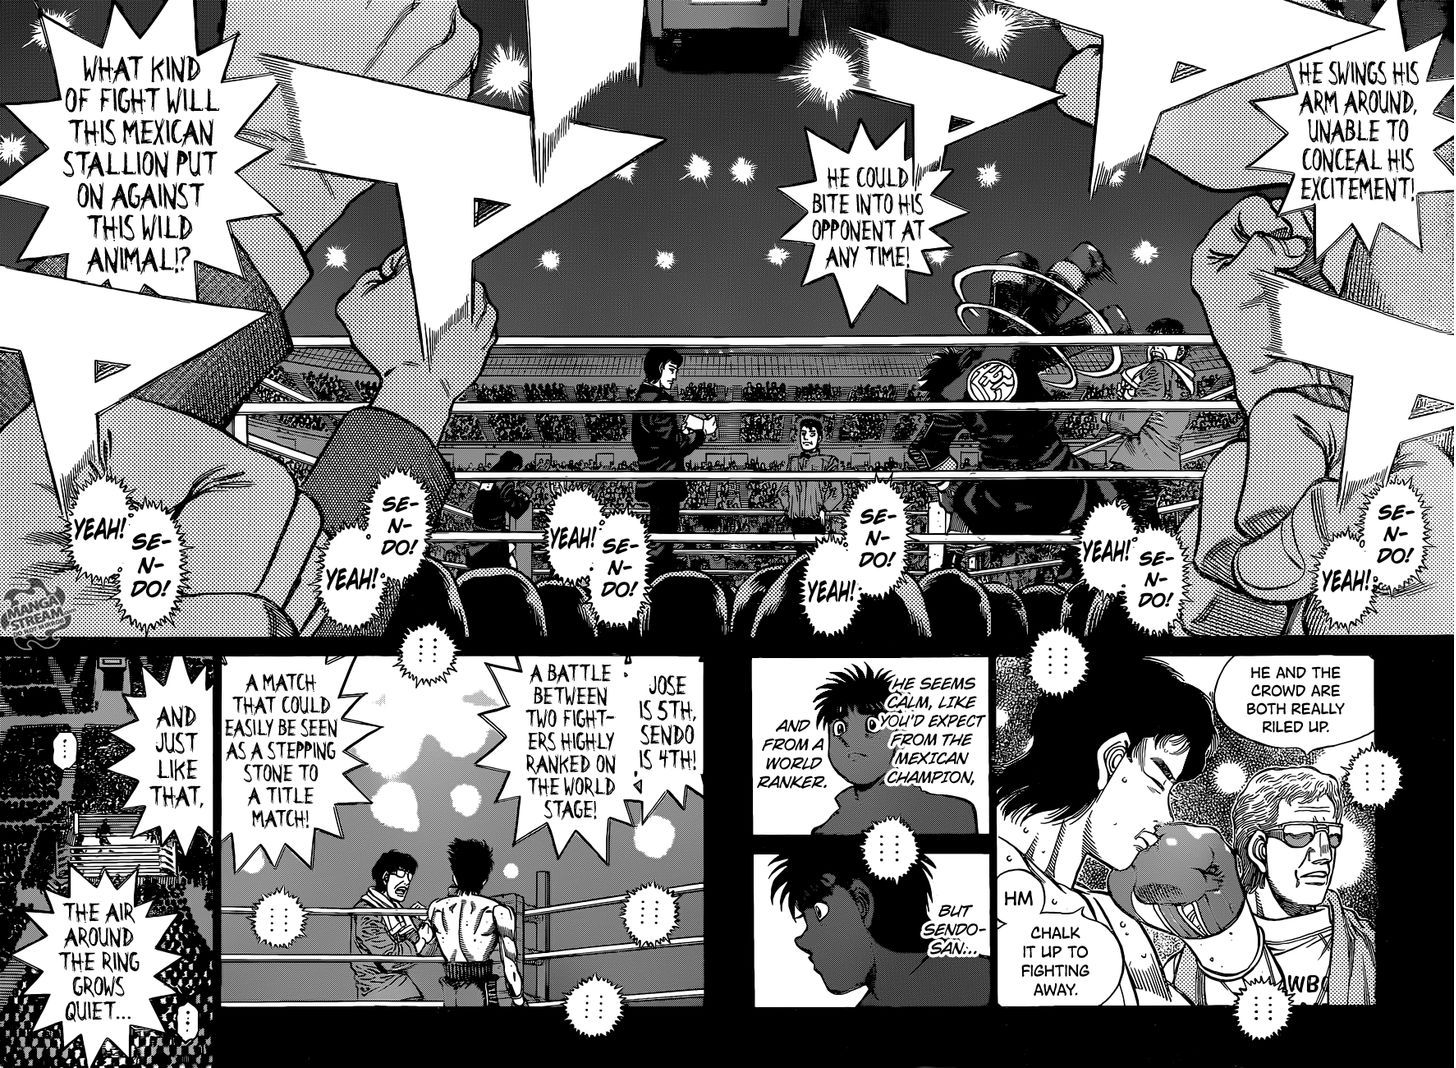 HE SWINGS HIS
ARM AROUND,
UNABLE TO
CONCEAL HIS
EXCITEMENT!
HE COULD
BITE INTO HIS
OPPONENT AT
ANY TIME!
WHAT KIND
OF FIGHT WILL
THIS MEXICAN
STALLION PUT
ON AGAINST
THIS WILD
ANIMAL!?
SE-
N-
DO!
YEAH!
SE-
N-
DO!
YEAH!
SE-
N-
DO!
YEAH!
SE-
N-
DO!
YEAH!
SE-
N-
DO!
YEAH!
SE-
N-
DO!
YEAH!
MANGA
STREAM
HE AND THE
CROWD ARE
BOTH REALLY
RILED UP.
HM
CHALK
IT UP TO
FIGHTING
AWAY.
WBC
HE SEEMS
CALM, LIKE
YOU'D EXPECT
FROM THE
MEXICAN
CHAMPION,
AND
FROM A
WORLD
RANKER.
BUT
SENDO-
SAN...
JOSE
IS 5TH,
SENDO
IS 4TH!
A BATTLE
BETWEEN
TWO FIGHT-
ERS HIGHLY
RANKED ON
THE WORLD
STAGE!
A MATCH
THAT COULD
EASILY BE SEEN
AS A STEPPING
STONE TO
A TITLE
MATCH!
AND
JUST
LIKE
THAT,
THE AIR
AROUND
THE RING
GROWS
QUIET...